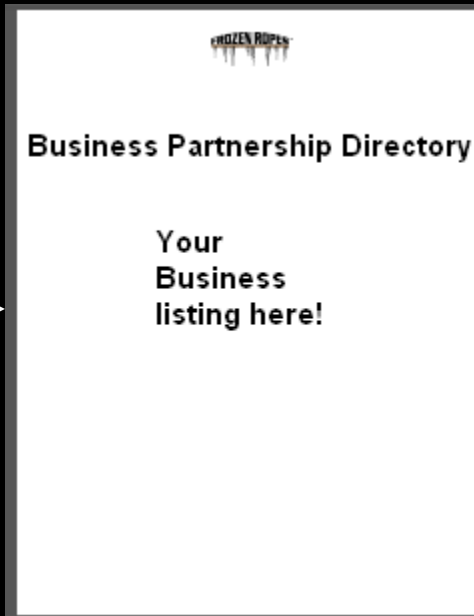 FROZEN ROPES
Business Partnership Directory
Your
Business
listing here!